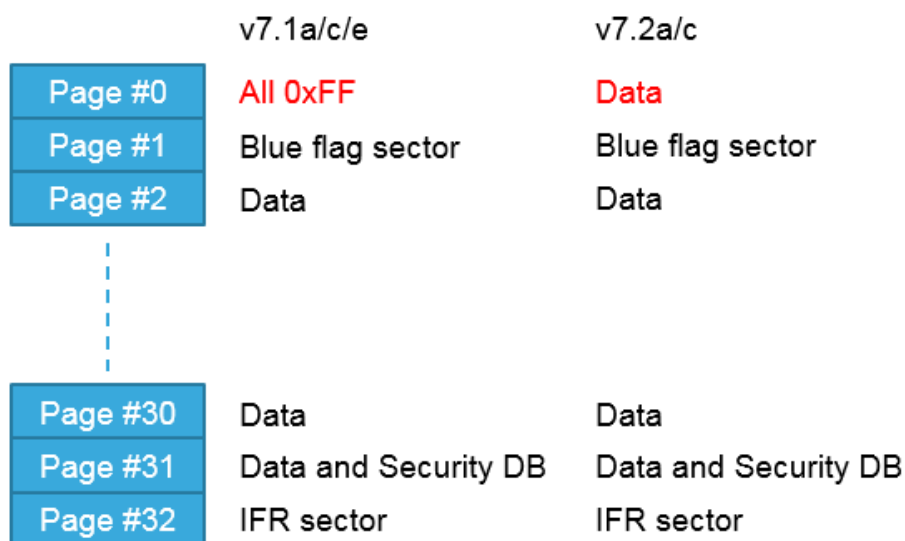 v7.1a/c/e v7.2a/c
Page #0 All 0xFF Data
Page #1 Blue flag sector Blue flag sector
Page #2 Data Data
Page #30 Data Data
Page #31 Data and Security DB Data and Security DB
Page #32 IFR sector IFR sector